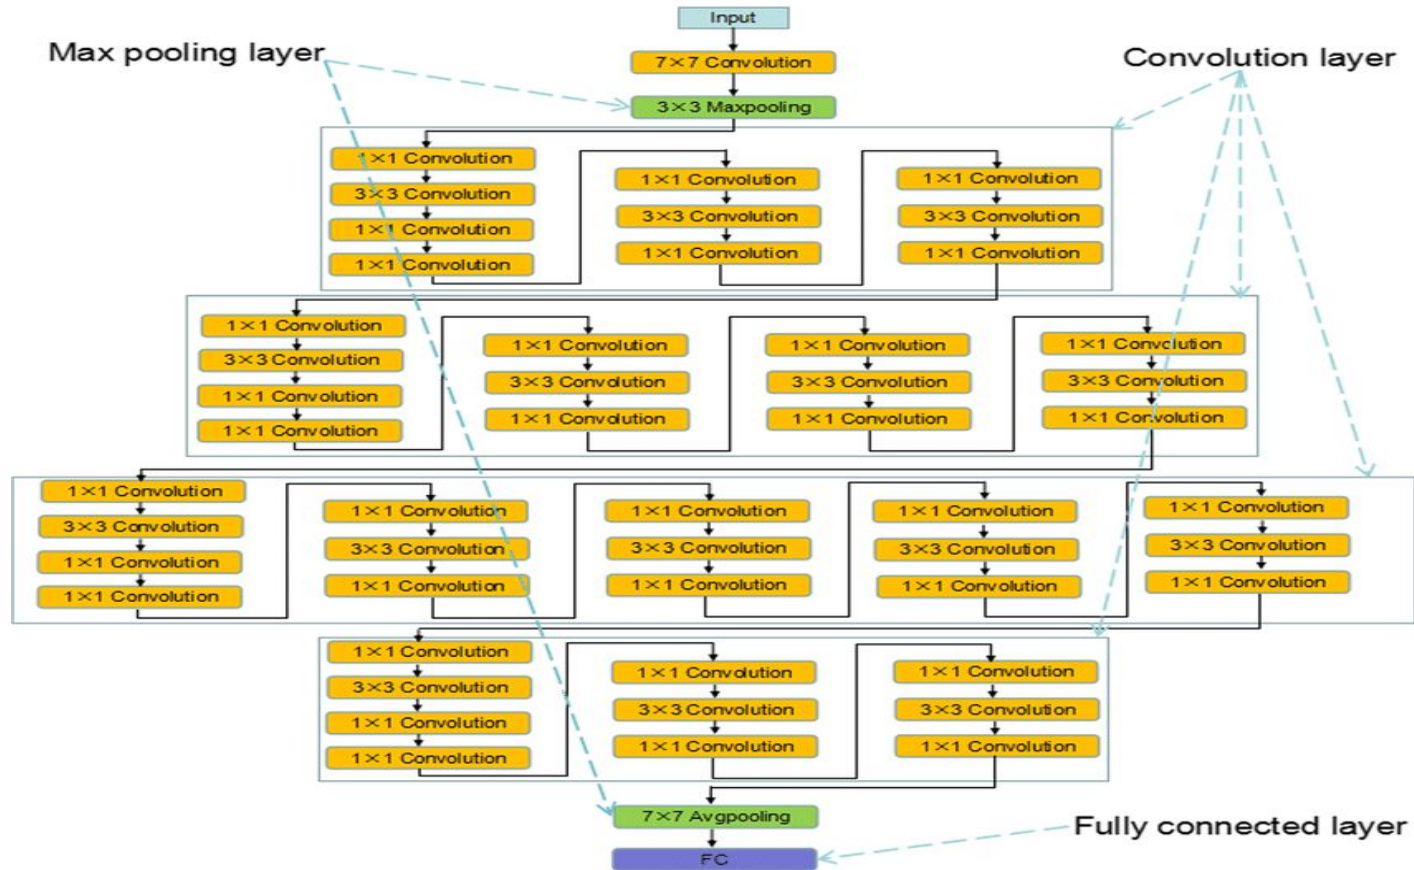 Input
Max pooling layer
7×7 Convolution
Convolution layer
3×3 Maxpooling
1×1 Convolution
3×3 Convolution
1×1 Convolution
1×1 Convolution
1×1 Convolution
3×3 Convolution
1×1 Convolution
1×1 Convolution
3×3 Convolution
1×1 Convolution
1×1 Convolution
3×3 Convolution
1×1 Convolution
1×1 Convolution
1×1 Convolution
3×3 Convolution
1×1 Convolution
1×1 Convolution
3×3 Convolution
1×1 Convolution
1×1 Convolution
3×3 Convolution
1×1 Convolution
1×1 Convolution
3×3 Convolution
1×1 Convolution
1×1 Convolution
1×1 Convolution
3×3 Convolution
1×1 Convolution
1×1 Convolution
3×3 Convolution
1×1 Convolution
1×1 Convolution
3×3 Convolution
1×1 Convolution
1×1 Convolution
3×3 Convolution
1×1 Convolution
1×1 Convolution
3×3 Convolution
1×1 Convolution
1×1 Convolution
1×1 Convolution
3×3 Convolution
1×1 Convolution
1×1 Convolution
3×3 Convolution
1×1 Convolution
7×7 Avgpooling
Fully connected layer
FC